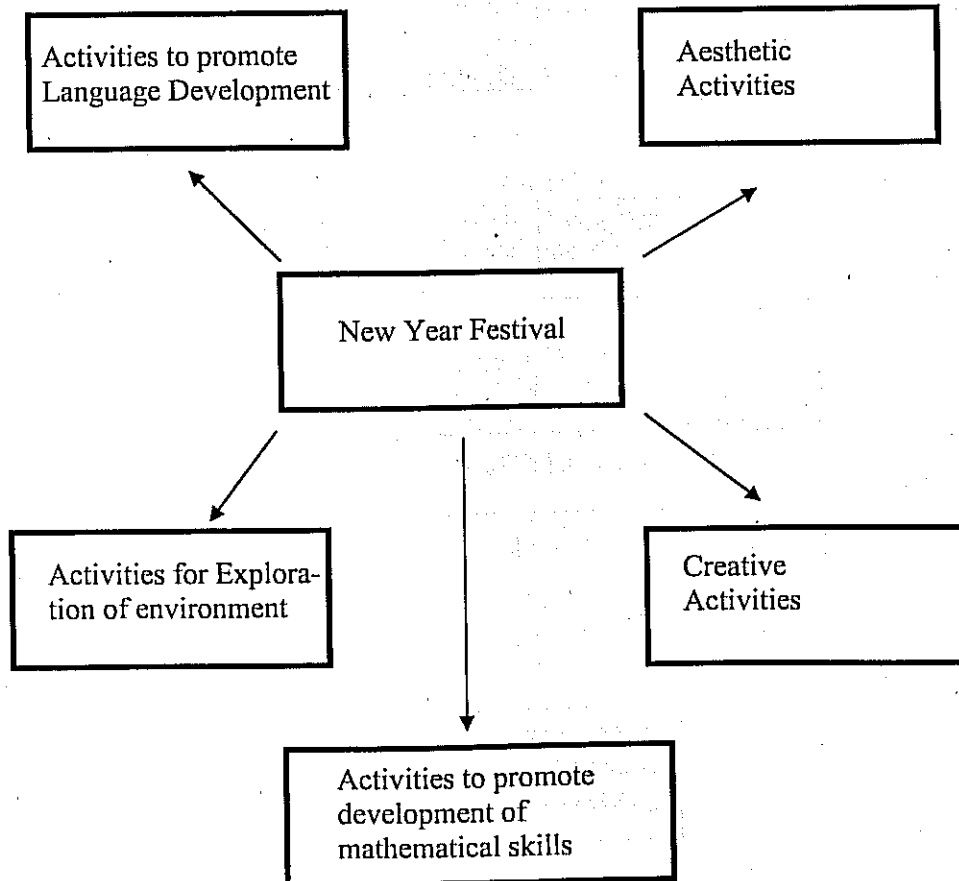 Activities to promote
Language Development
Aesthetic
Activities
New Year Festival
Activities for Explora-
tion of environment
Creative
Activities
Activities to promote
development of
mathematical skills